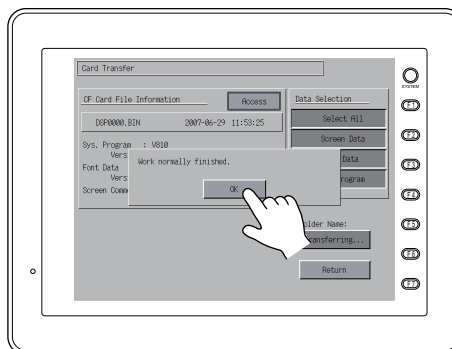 Card Transfer
SYSTEM
CF Card File Information
Access
Data Selection
F1
DSP0000.BIN 2007-06-29 11:53:25
Select All
Sys. Program : V810
Screen Data
F2
Vers
Work normally finished.
Data
F3
Font Data
Vers
rogram
Screen Comm
OK
F4
older Name:
F5
ransferring...
F6
Return
F7